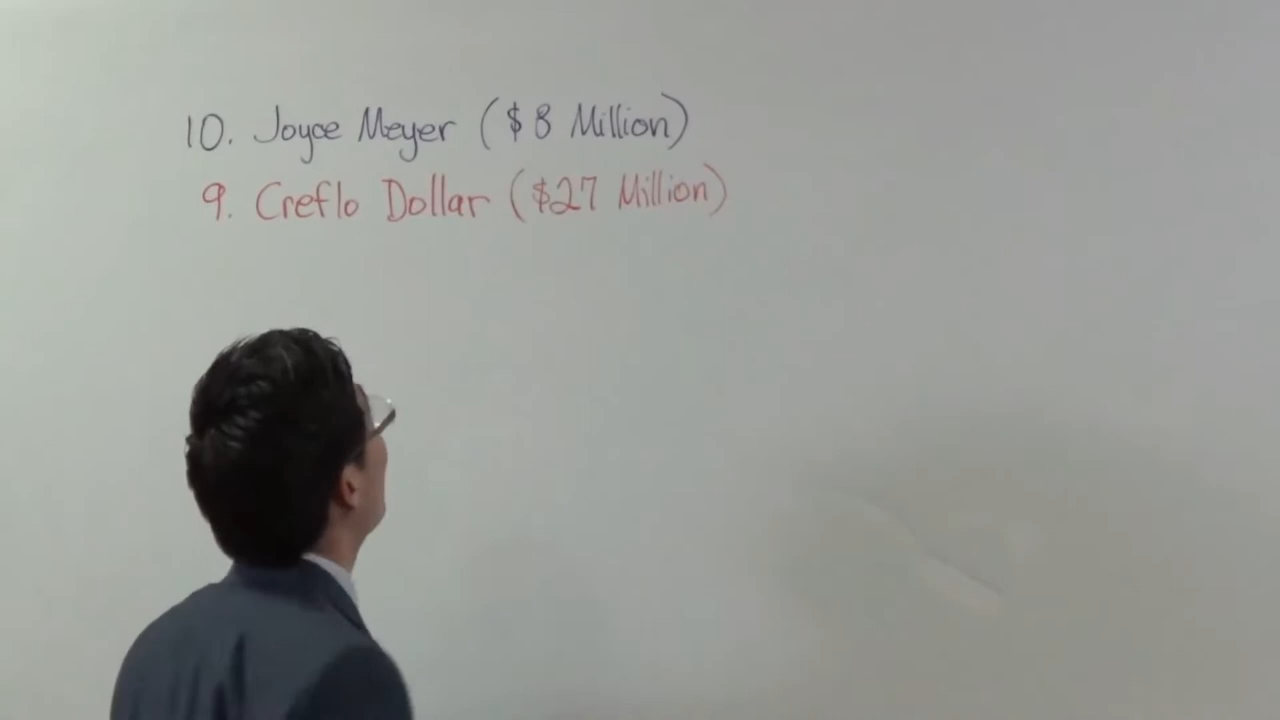 10. Joyce Meyer ($8 Million)
9. Creflo Dollar ($27 Million)